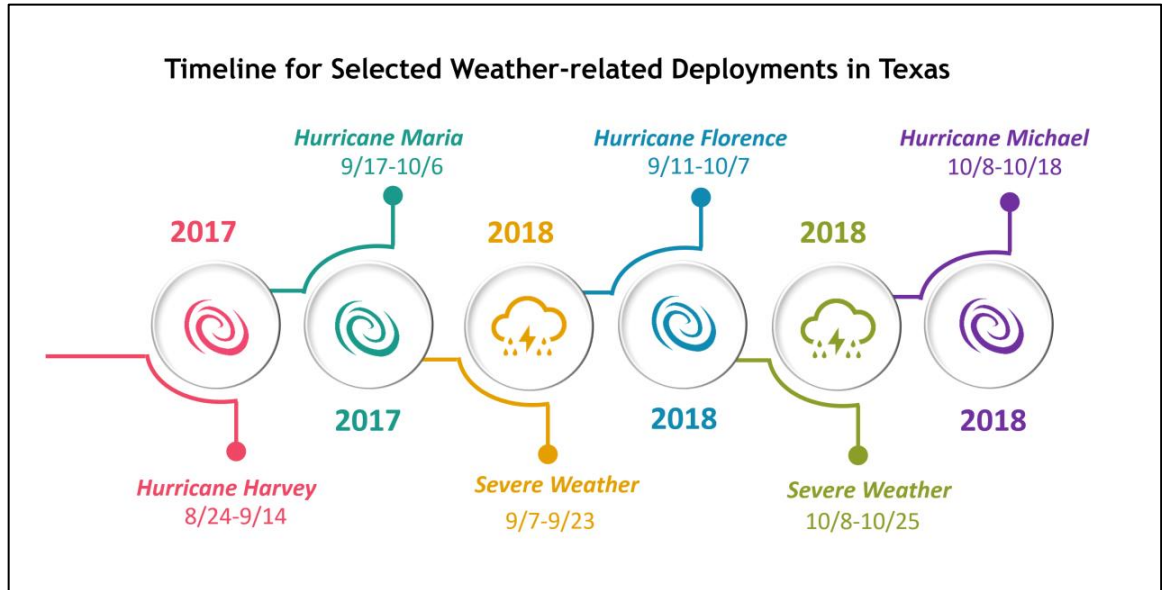 Timeline for Selected Weather-related Deployments in Texas
2017
Hurricane Harvey
8/24-9/14
Hurricane Maria
9/17-10/6
2017
2018
Severe Weather
9/7-9/23
Hurricane Florence
9/11-10/7
2018
2018
Severe Weather
10/8-10/25
Hurricane Michael
10/8-10/18
2018